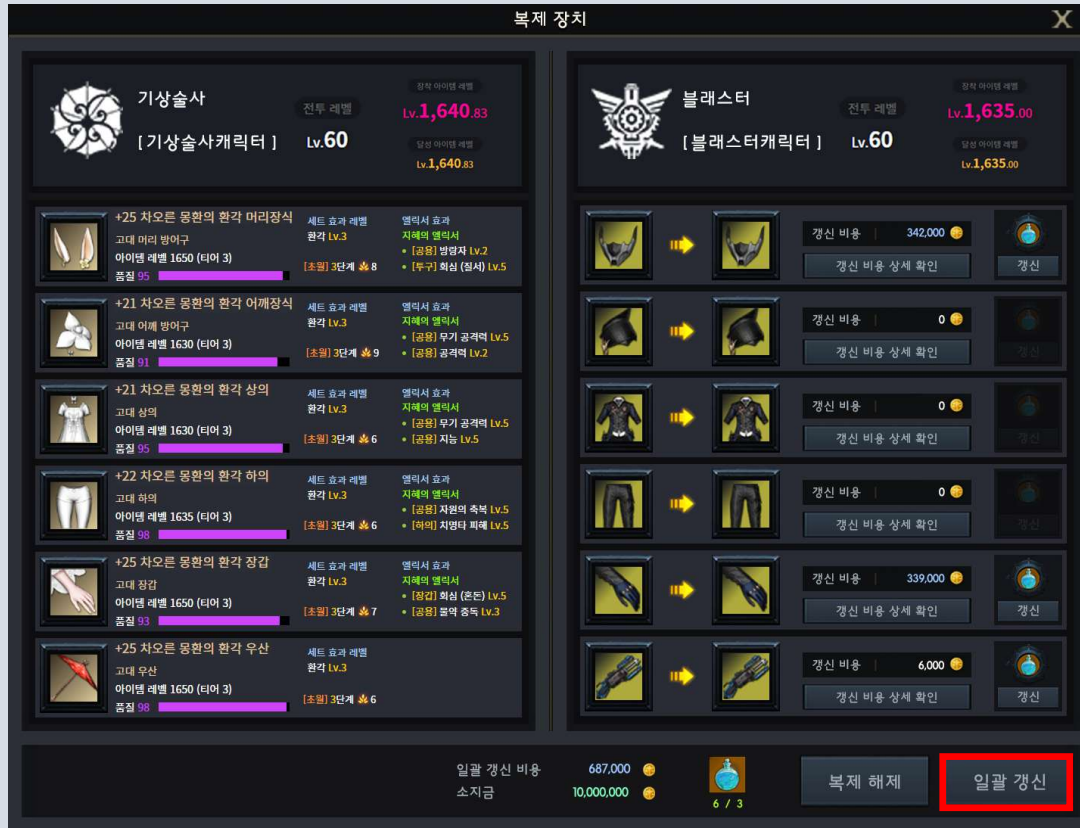 복제 장치
X
기상술사
[ 기상술사캐릭터 ]
전투 레벨
Lv.60
장착 아이템 레벨
Lv.1,640.83
달성 아이템 레벨
Lv.1,640.83
블래스터
[ 블래스터캐릭터 ]
전투 레벨
Lv.60
장착 아이템 레벨
Lv.1,635.00
달성 아이템 레벨
Lv.1,635.00
+25 차오른 몽환의 환각 머리장식
고대 머리 방어구
아이템 레벨 1650 (티어 3)
품질 95
세트 효과 레벨
환각 Lv.3
[초월] 3단계 8
엘릭서 효과
지혜의 엘릭서
• [공용] 방랑자 Lv.2
• [투구] 회심 (질서) Lv.5
갱신 비용 342,000
갱신 비용 상세 확인
갱신
+21 차오른 몽환의 환각 어깨장식
고대 어깨 방어구
아이템 레벨 1630 (티어 3)
품질 91
세트 효과 레벨
환각 Lv.3
[초월] 3단계 9
엘릭서 효과
지혜의 엘릭서
• [공용] 무기 공격력 Lv.5
• [공용] 공격력 Lv.2
갱신 비용 0
갱신 비용 상세 확인
갱신
+21 차오른 몽환의 환각 상의
고대 상의
아이템 레벨 1630 (티어 3)
품질 95
세트 효과 레벨
환각 Lv.3
[초월] 3단계 6
엘릭서 효과
지혜의 엘릭서
• [공용] 무기 공격력 Lv.5
• [공용] 지능 Lv.5
갱신 비용 0
갱신 비용 상세 확인
갱신
+22 차오른 몽환의 환각 하의
고대 하의
아이템 레벨 1635 (티어 3)
품질 98
세트 효과 레벨
환각 Lv.3
[초월] 3단계 6
엘릭서 효과
지혜의 엘릭서
• [공용] 자원의 축복 Lv.5
• [하의] 치명타 피해 Lv.5
갱신 비용 0
갱신 비용 상세 확인
갱신
+25 차오른 몽환의 환각 장갑
고대 장갑
아이템 레벨 1650 (티어 3)
품질 93
세트 효과 레벨
환각 Lv.3
[초월] 3단계 7
엘릭서 효과
지혜의 엘릭서
• [장갑] 회심 (혼돈) Lv.5
• [공용] 물약 중독 Lv.3
갱신 비용 339,000
갱신 비용 상세 확인
갱신
+25 차오른 몽환의 환각 우산
고대 우산
아이템 레벨 1650 (티어 3)
품질 98
세트 효과 레벨
환각 Lv.3
[초월] 3단계 6
갱신 비용 6,000
갱신 비용 상세 확인
갱신
일괄 갱신 비용 687,000
소지금 10,000,000
6 / 3
복제 해제
일괄 갱신